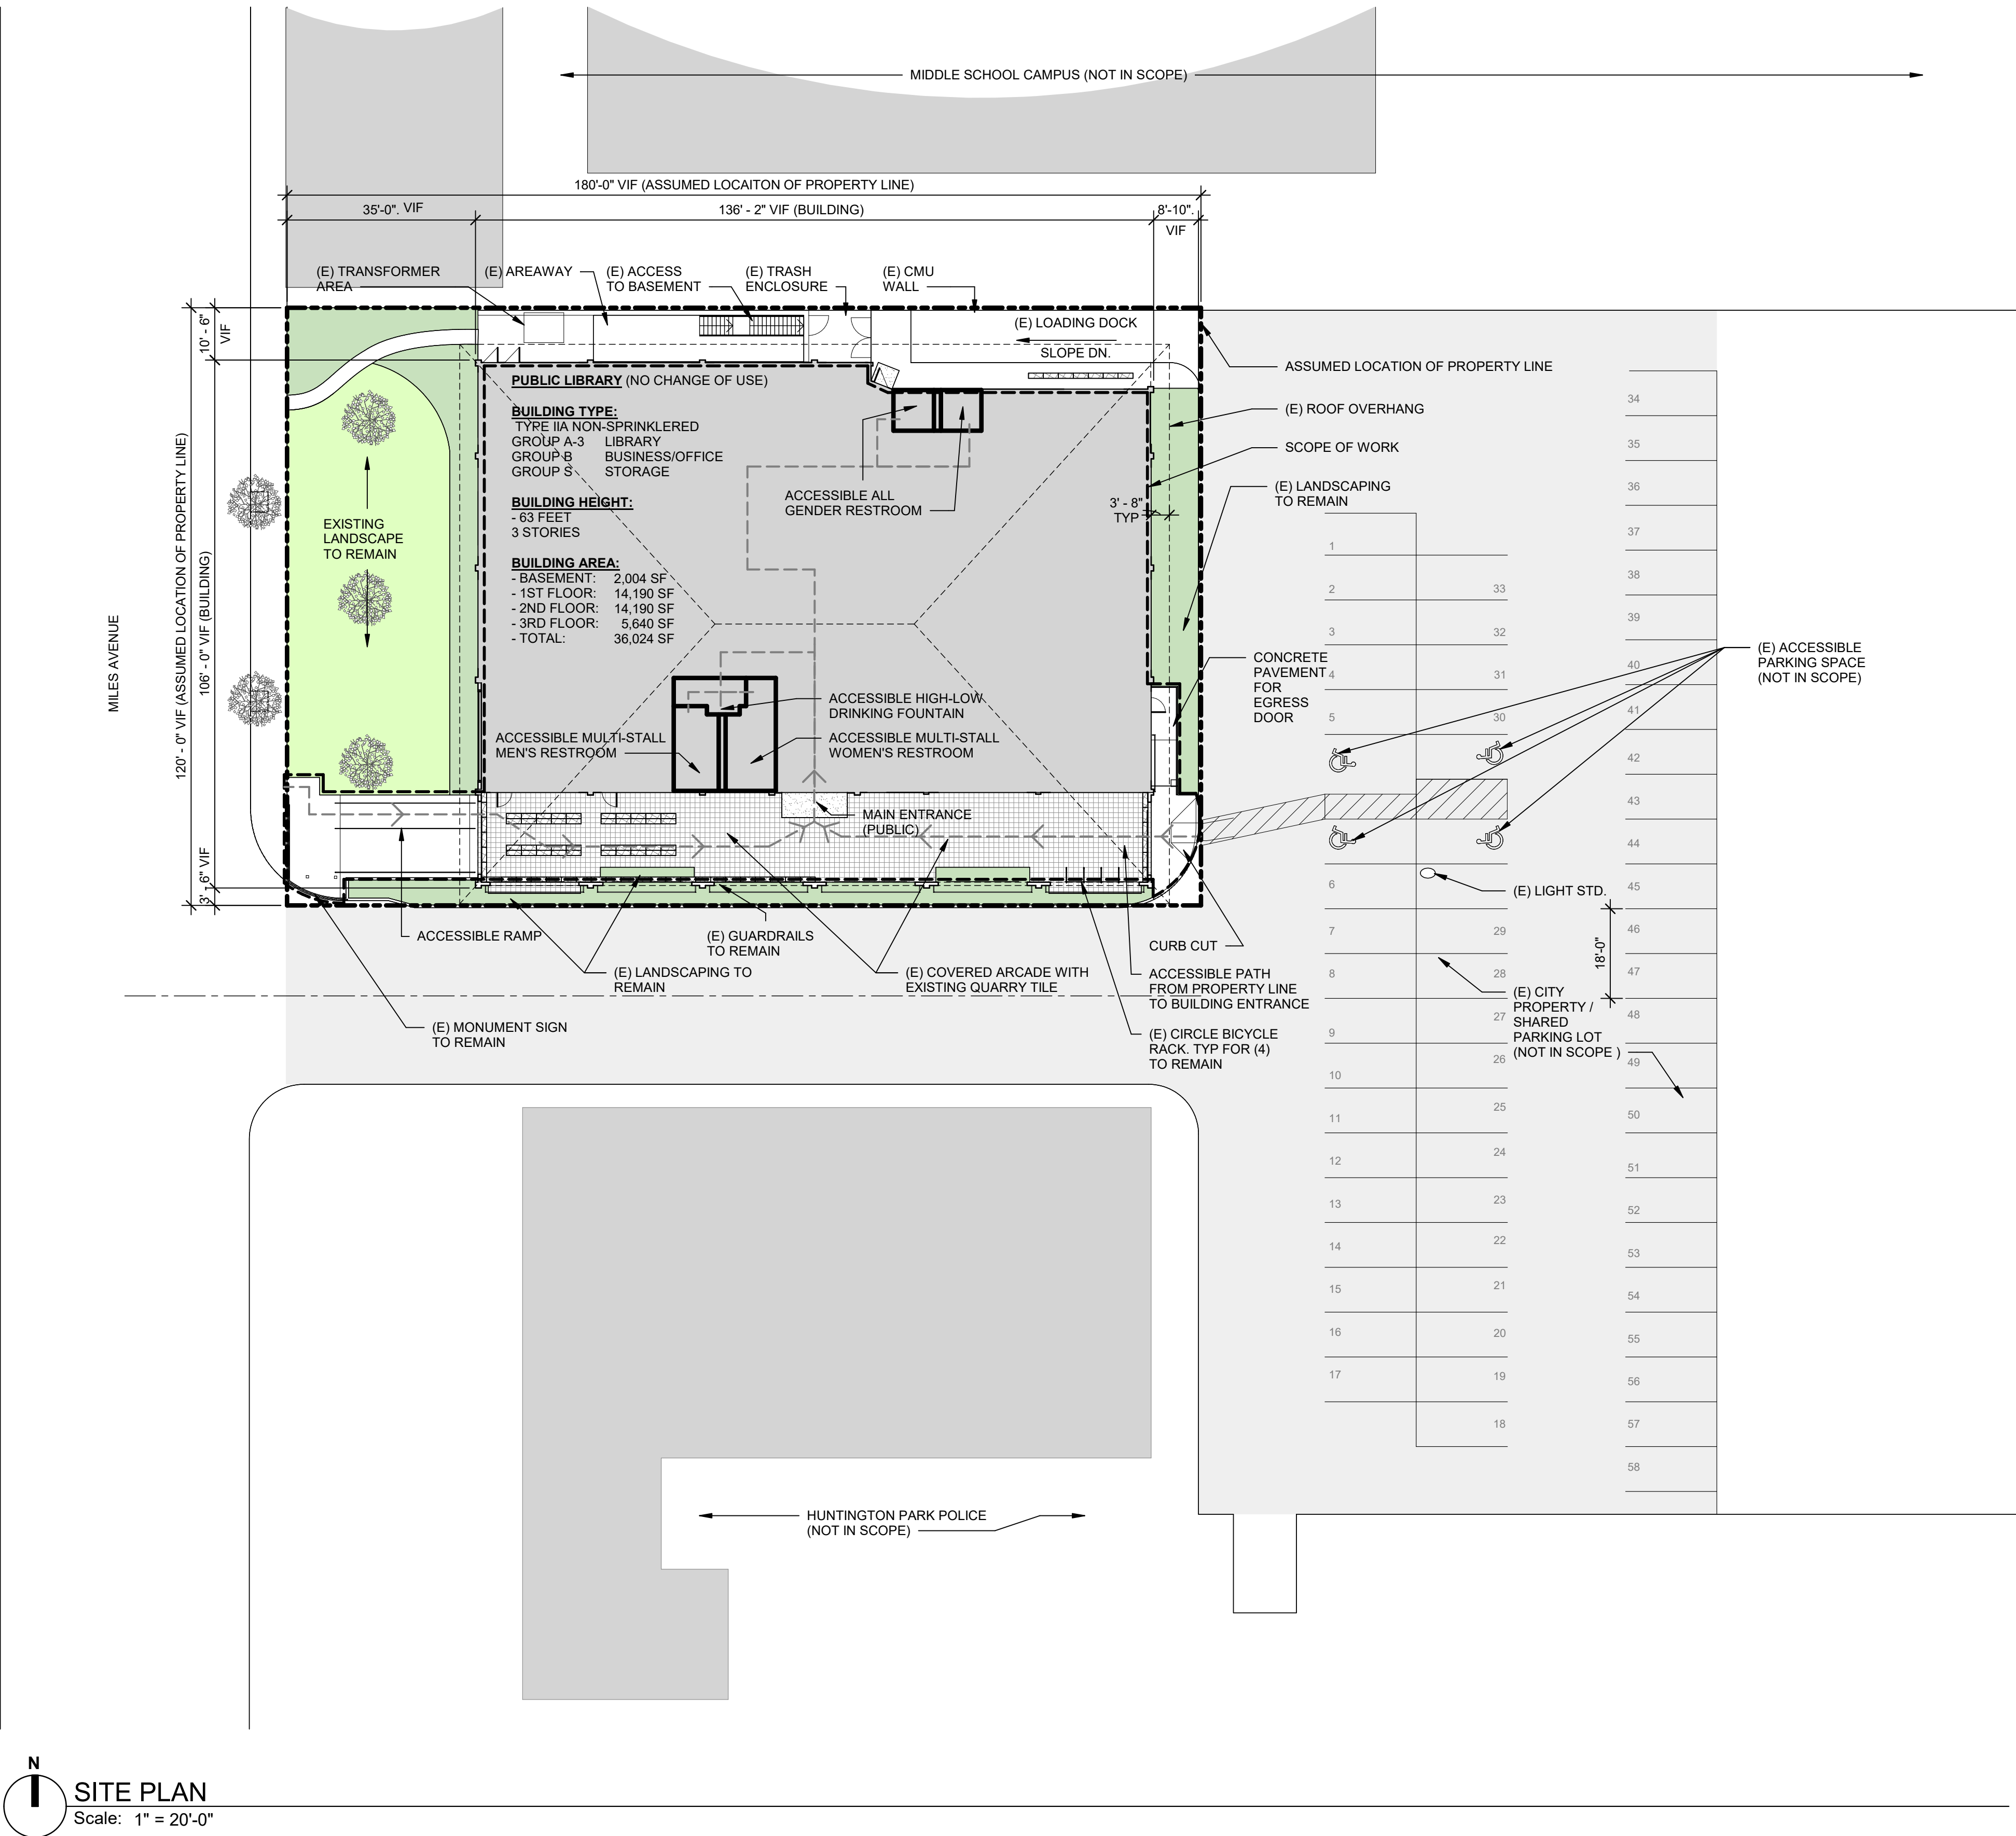 MIDDLE SCHOOL CAMPUS (NOT IN SCOPE)
180'-0" VIF (ASSUMED LOCAITON OF PROPERTY LINE)
35'-0". VIF
136' - 2" VIF (BUILDING)
8'-10".
VIF
(E) TRANSFORMER
AREA
(E) AREAWAY
(E) ACCESS
TO BASEMENT
(E) TRASH
ENCLOSURE
(E) CMU
WALL
10' - 6"
VIF
(E) LOADING DOCK
SLOPE DN.
ASSUMED LOCATION OF PROPERTY LINE
(E) ROOF OVERHANG
SCOPE OF WORK
(E) LANDSCAPING
TO REMAIN
PUBLIC LIBRARY (NO CHANGE OF USE)
BUILDING TYPE:
TYPE IIA NON-SPRINKLERED
GROUP A-3 LIBRARY
GROUP B BUSINESS/OFFICE
GROUP S STORAGE
BUILDING HEIGHT:
- 63 FEET
3 STORIES
BUILDING AREA:
- BASEMENT: 2,004 SF
- 1ST FLOOR: 14,190 SF
- 2ND FLOOR: 14,190 SF
- 3RD FLOOR: 5,640 SF
- TOTAL: 36,024 SF
ACCESSIBLE ALL
GENDER RESTROOM
3' - 8"
TYP
EXISTING
LANDSCAPE
TO REMAIN
MILES AVENUE
120' - 0" VIF (ASSUMED LOCATION OF PROPERTY LINE)
106' - 0" VIF (BUILDING)
3' - 6" VIF
CONCRETE
PAVEMENT
FOR
EGRESS
DOOR
(E) ACCESSIBLE
PARKING SPACE
(NOT IN SCOPE)
ACCESSIBLE HIGH-LOW
DRINKING FOUNTAIN
ACCESSIBLE MULTI-STALL
MEN'S RESTROOM
ACCESSIBLE MULTI-STALL
WOMEN'S RESTROOM
MAIN ENTRANCE
(PUBLIC)
(E) LIGHT STD.
18'-0"
ACCESSIBLE RAMP
(E) GUARDRAILS
TO REMAIN
CURB CUT
(E) LANDSCAPING TO
REMAIN
(E) COVERED ARCADE WITH
EXISTING QUARRY TILE
ACCESSIBLE PATH
FROM PROPERTY LINE
TO BUILDING ENTRANCE
(E) CITY
PROPERTY /
SHARED
PARKING LOT
(NOT IN SCOPE )
(E) MONUMENT SIGN
TO REMAIN
(E) CIRCLE BICYCLE
RACK. TYP FOR (4)
TO REMAIN
1
2
3
4
5
6
7
8
9
10
11
12
13
14
15
16
17
33
32
31
30
29
28
27
26
25
24
23
22
21
20
19
18
34
35
36
37
38
39
40
41
42
43
44
45
46
47
48
49
50
51
52
53
54
55
56
57
58
HUNTINGTON PARK POLICE
(NOT IN SCOPE)
N
SITE PLAN
Scale: 1" = 20'-0"